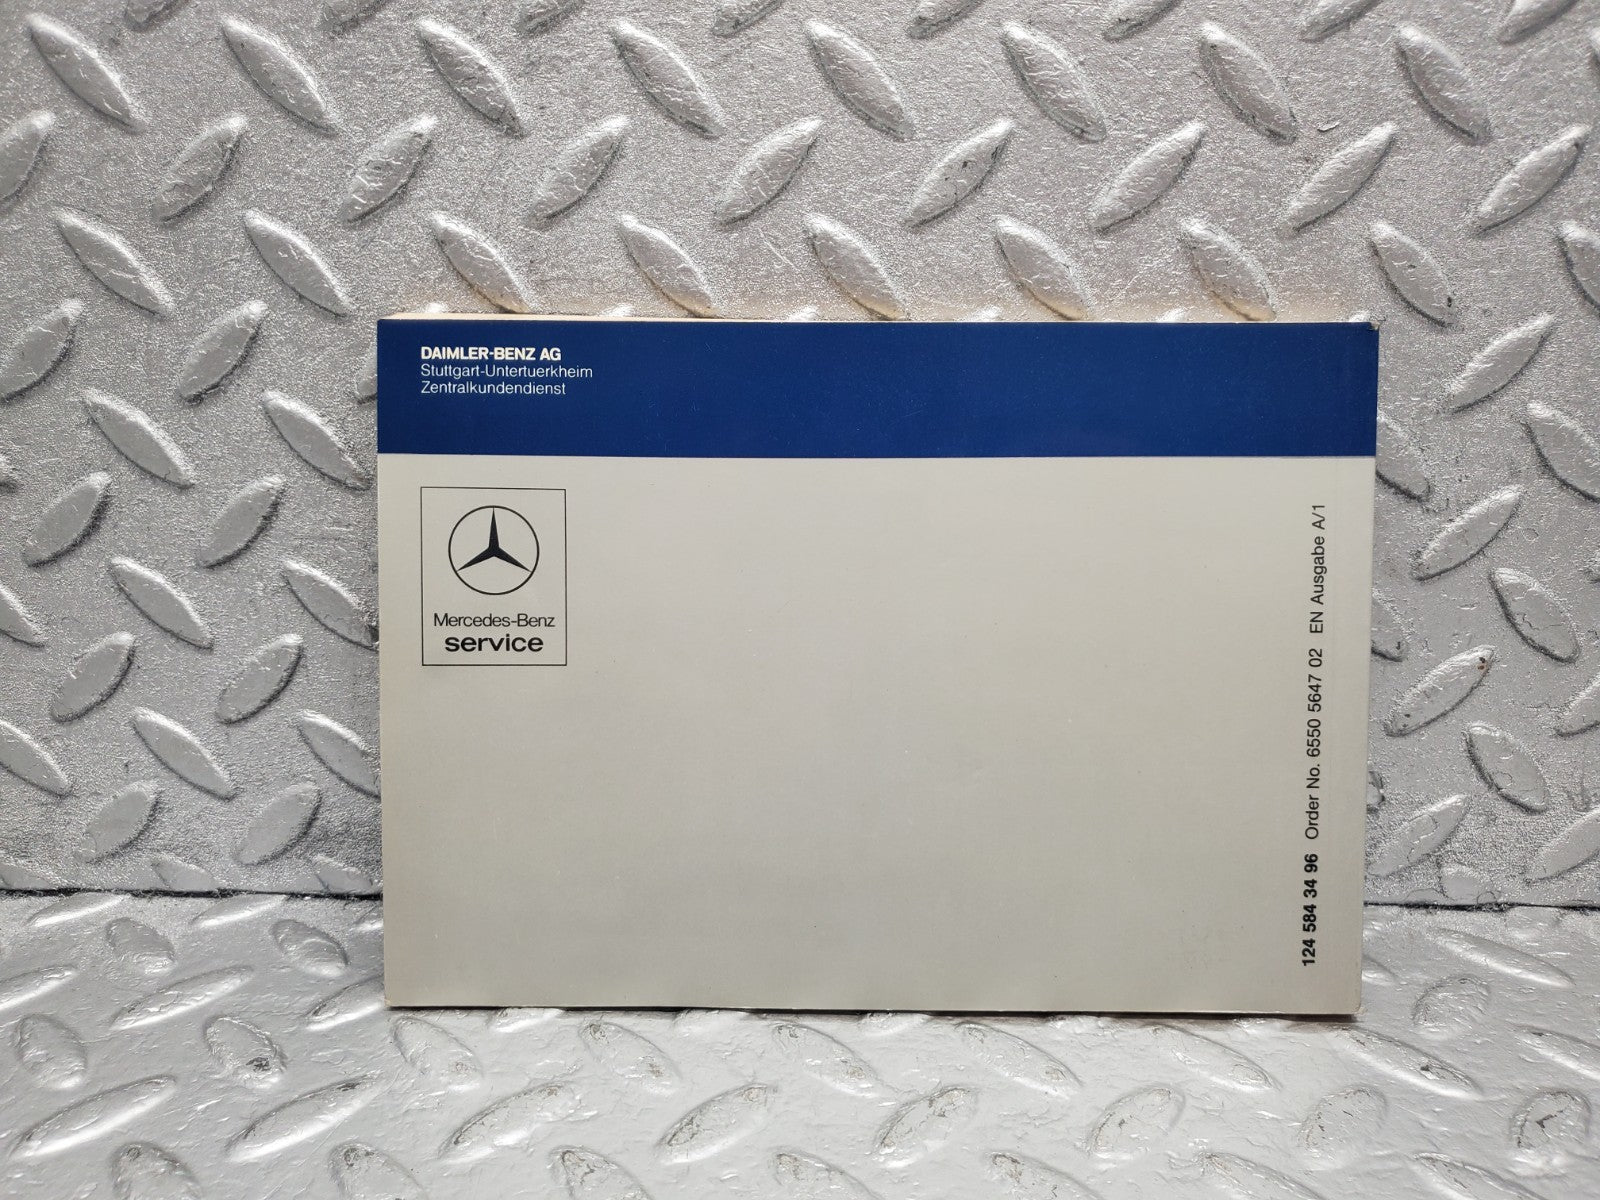 DAIMLER-BENZ AG
Stuttgart-Untertuerkheim
Zentralkundendienst
Mercedes-Benz
service
124 584 34 96 Order No. 6550 5647 02 EN Ausgabe A/1